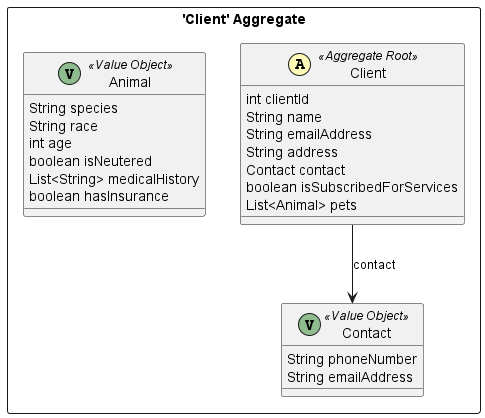 'Client' Aggregate
V
«Value Object»
Animal
String species
String race
int age
boolean isNeutered
List<String> medicalHistory
boolean hasInsurance
A
«Aggregate Root»
Client
int clientId
String name
String emailAddress
String address
Contact contact
boolean isSubscribedForServices
List<Animal> pets
contact
V
«Value Object»
Contact
String phoneNumber
String emailAddress